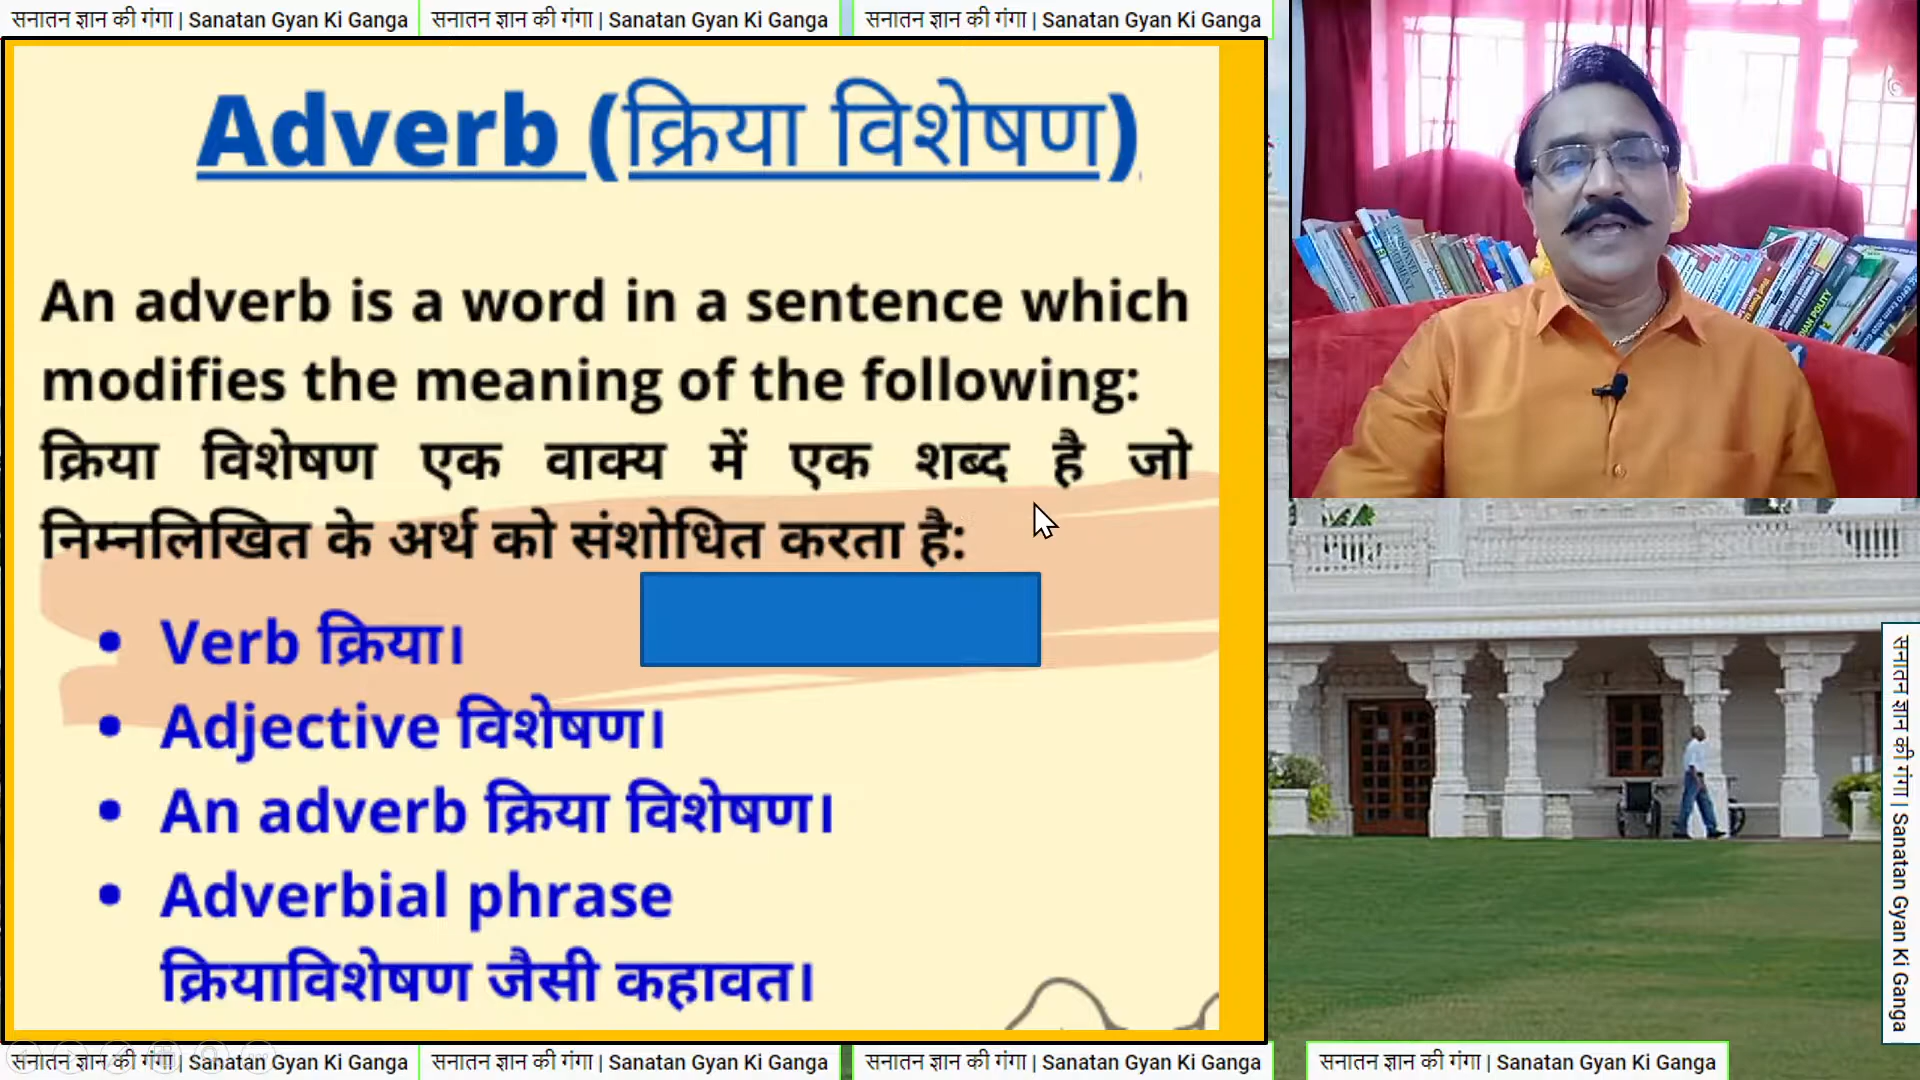 सनातन ज्ञान की गंगा | Sanatan Gyan Ki Ganga
सनातन ज्ञान की गंगा | Sanatan Gyan Ki Ganga
सनातन ज्ञान की गंगा | Sanatan Gyan Ki Ganga
Adverb (क्रिया विशेषण)
An adverb is a word in a sentence which
modifies the meaning of the following:
क्रिया विशेषण एक वाक्य में एक शब्द है जो
निम्नलिखित के अर्थ को संशोधित करता है:
• Verb क्रिया।
• Adjective विशेषण।
• An adverb क्रिया विशेषण।
• Adverbial phrase
क्रियाविशेषण जैसी कहावत।
PERSONNEL
INDIAN POLITY
सनातन ज्ञान की गंगा | Sanatan Gyan Ki Ganga
सनातन ज्ञान की गंगा | Sanatan Gyan Ki Ganga
सनातन ज्ञान की गंगा | Sanatan Gyan Ki Ganga
सनातन ज्ञान की गंगा | Sanatan Gyan Ki Ganga
सनातन ज्ञान की गंगा | Sanatan Gyan Ki Ganga